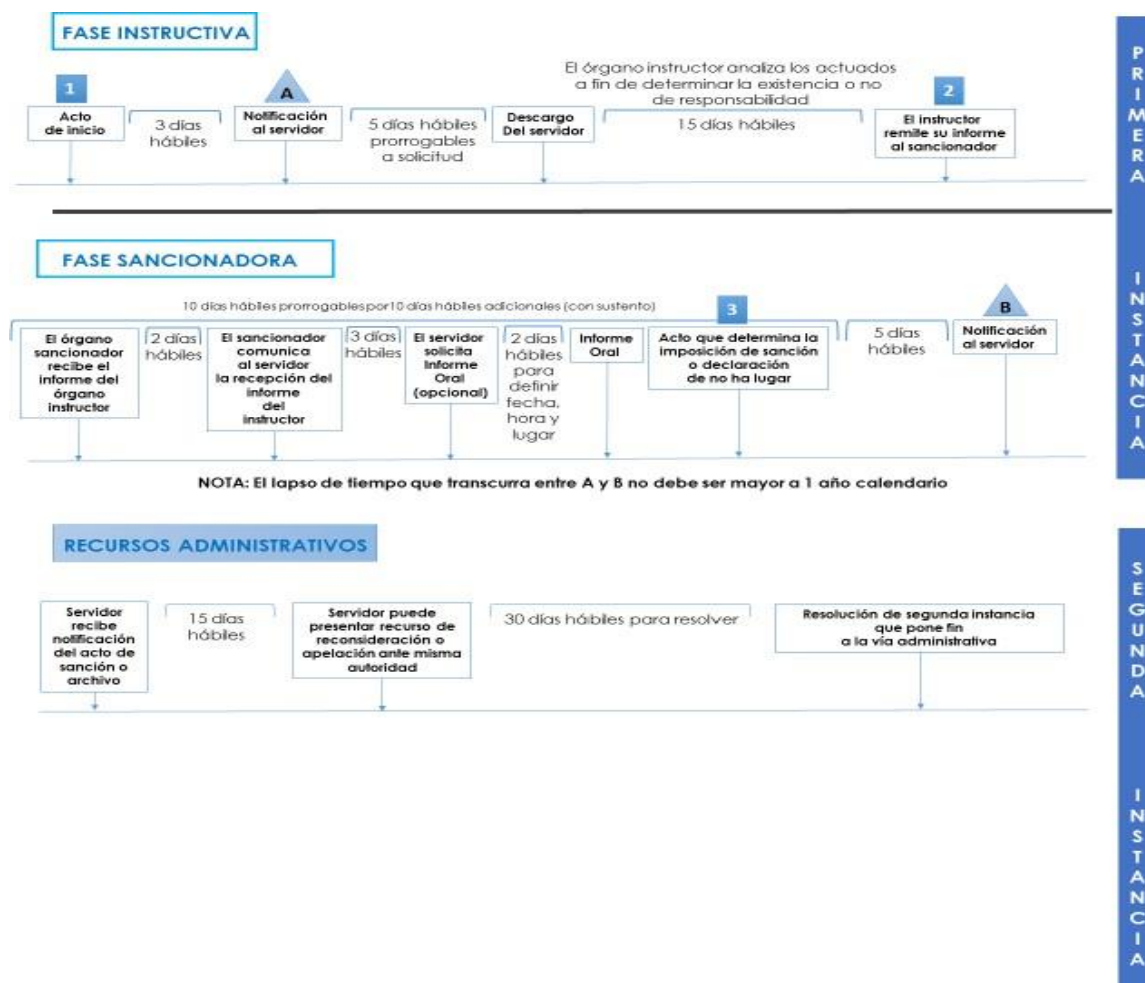 FASE INSTRUCTIVA
El órgano instructor analiza los actuados
a fin de determinar la existencia o no
de responsabilidad
1
Acto
de inicio
3 días
hábiles
A
Notificación
al servidor
5 días hábiles
prorrogables
a solicitud
Descargo
Del servidor
15 días hábiles
2
El instructor
remite su informe
al sancionador
FASE SANCIONADORA
10 días hábiles prorrogables por10 días hábiles adicionales (con sustento)
El órgano
sancionador
recibe el
informe del
órgano
instructor
2 días
hábiles
El sancionador
comunica
al servidor
la recepción del
informe
del
instructor
3 días
hábiles
El servidor
solicita
Informe
Oral
(opcional)
2 días
hábiles
para
definir
fecha,
hora y
lugar
Informe
Oral
3
Acto que determina la
imposición de sanción
o declaración
de no ha lugar
5 días
hábiles
B
Notificación
al servidor
NOTA: El lapso de tiempo que transcurra entre A y B no debe ser mayor a 1 año calendario
PRIMERA INSTANCIA
RECURSOS ADMINISTRATIVOS
Servidor
recibe
notificación
del acto de
sanción o
archivo
15 días
hábiles
Servidor puede
presentar recurso de
reconsideración o
apelación ante misma
autoridad
30 días háibiles para resolver
Resolución de segunda instancia
que pone fin
a la vía administrativa
SEGUNDA INSTANCIA